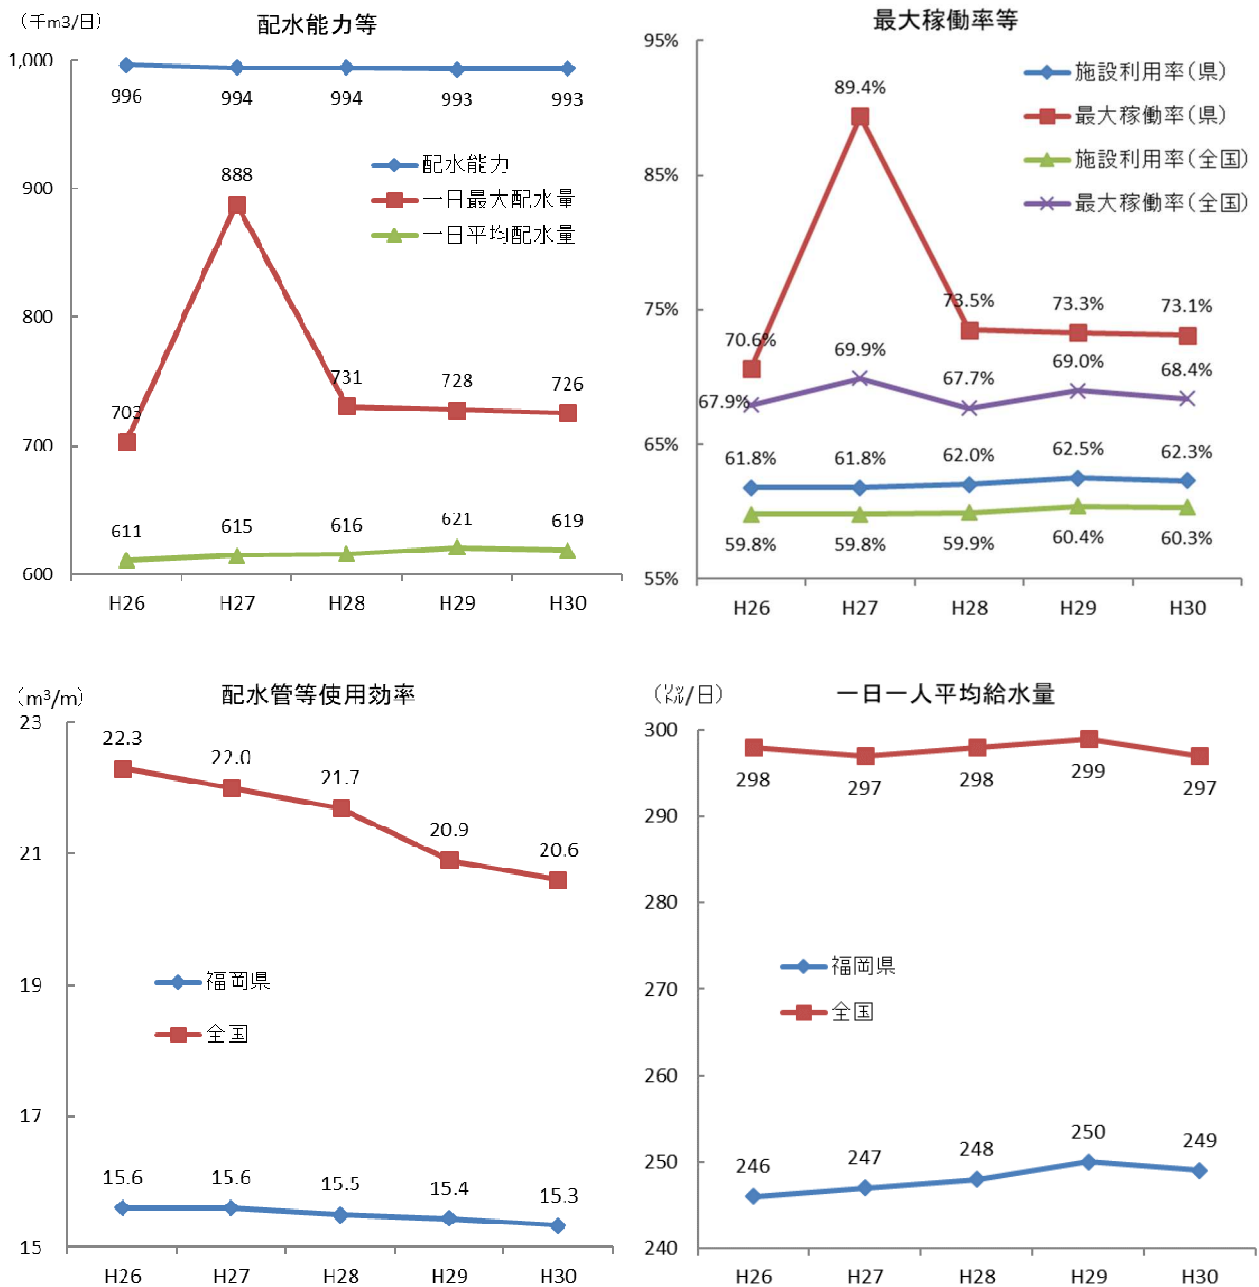 （千m3/日）
配水能力等
1,000
900
800
700
600
996
994
994
993
993
配水能力
一日最大配水量
一日平均配水量
703
888
731
728
726
611
615
616
621
619
H26
H27
H28
H29
H30
最大稼働率等
95%
85%
75%
65%
55%
施設利用率（県）
最大稼働率（県）
施設利用率（全国）
最大稼働率（全国）
70.6%
89.4%
73.5%
73.3%
73.1%
67.9%
69.9%
67.7%
69.0%
68.4%
61.8%
61.8%
62.0%
62.5%
62.3%
59.8%
59.8%
59.9%
60.4%
60.3%
H26
H27
H28
H29
H30
（m³/m）
配水管等使用効率
23
21
19
17
15
22.3
22.0
21.7
20.9
20.6
福岡県
全国
15.6
15.6
15.5
15.4
15.3
H26
H27
H28
H29
H30
（㍑/日）
一日一人平均給水量
300
290
280
270
260
250
240
298
297
298
299
297
福岡県
全国
246
247
248
250
249
H26
H27
H28
H29
H30